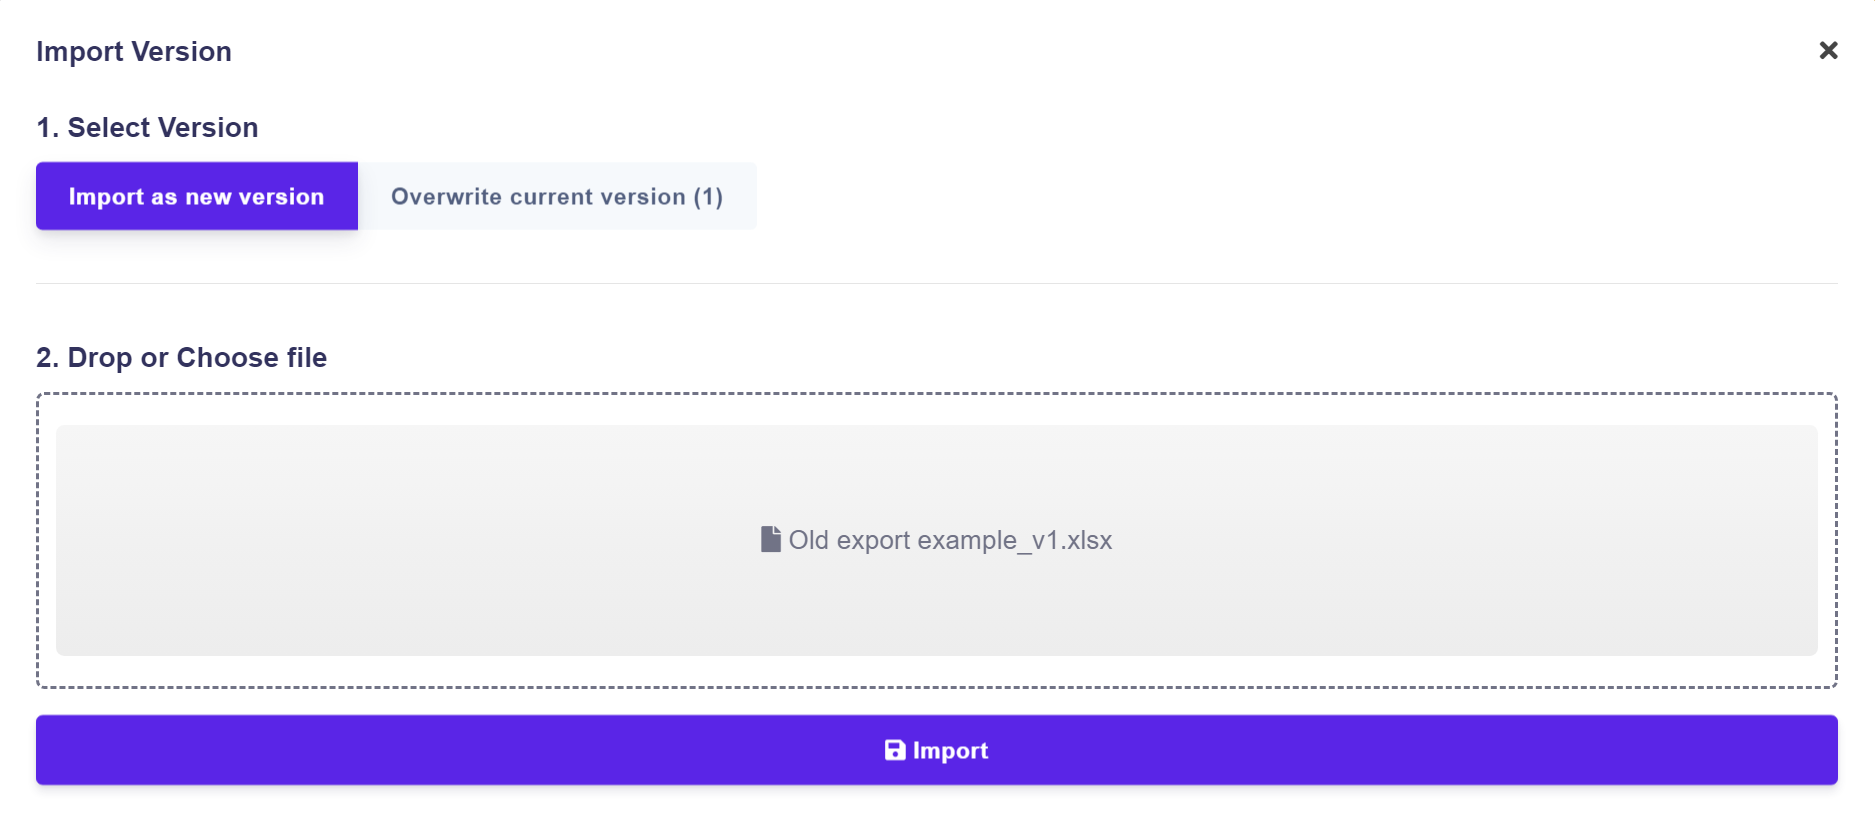 Import Version
1. Select Version
Import as new version
Overwrite current version (1)
2. Drop or Choose file
Old export example_v1.xlsx
Import